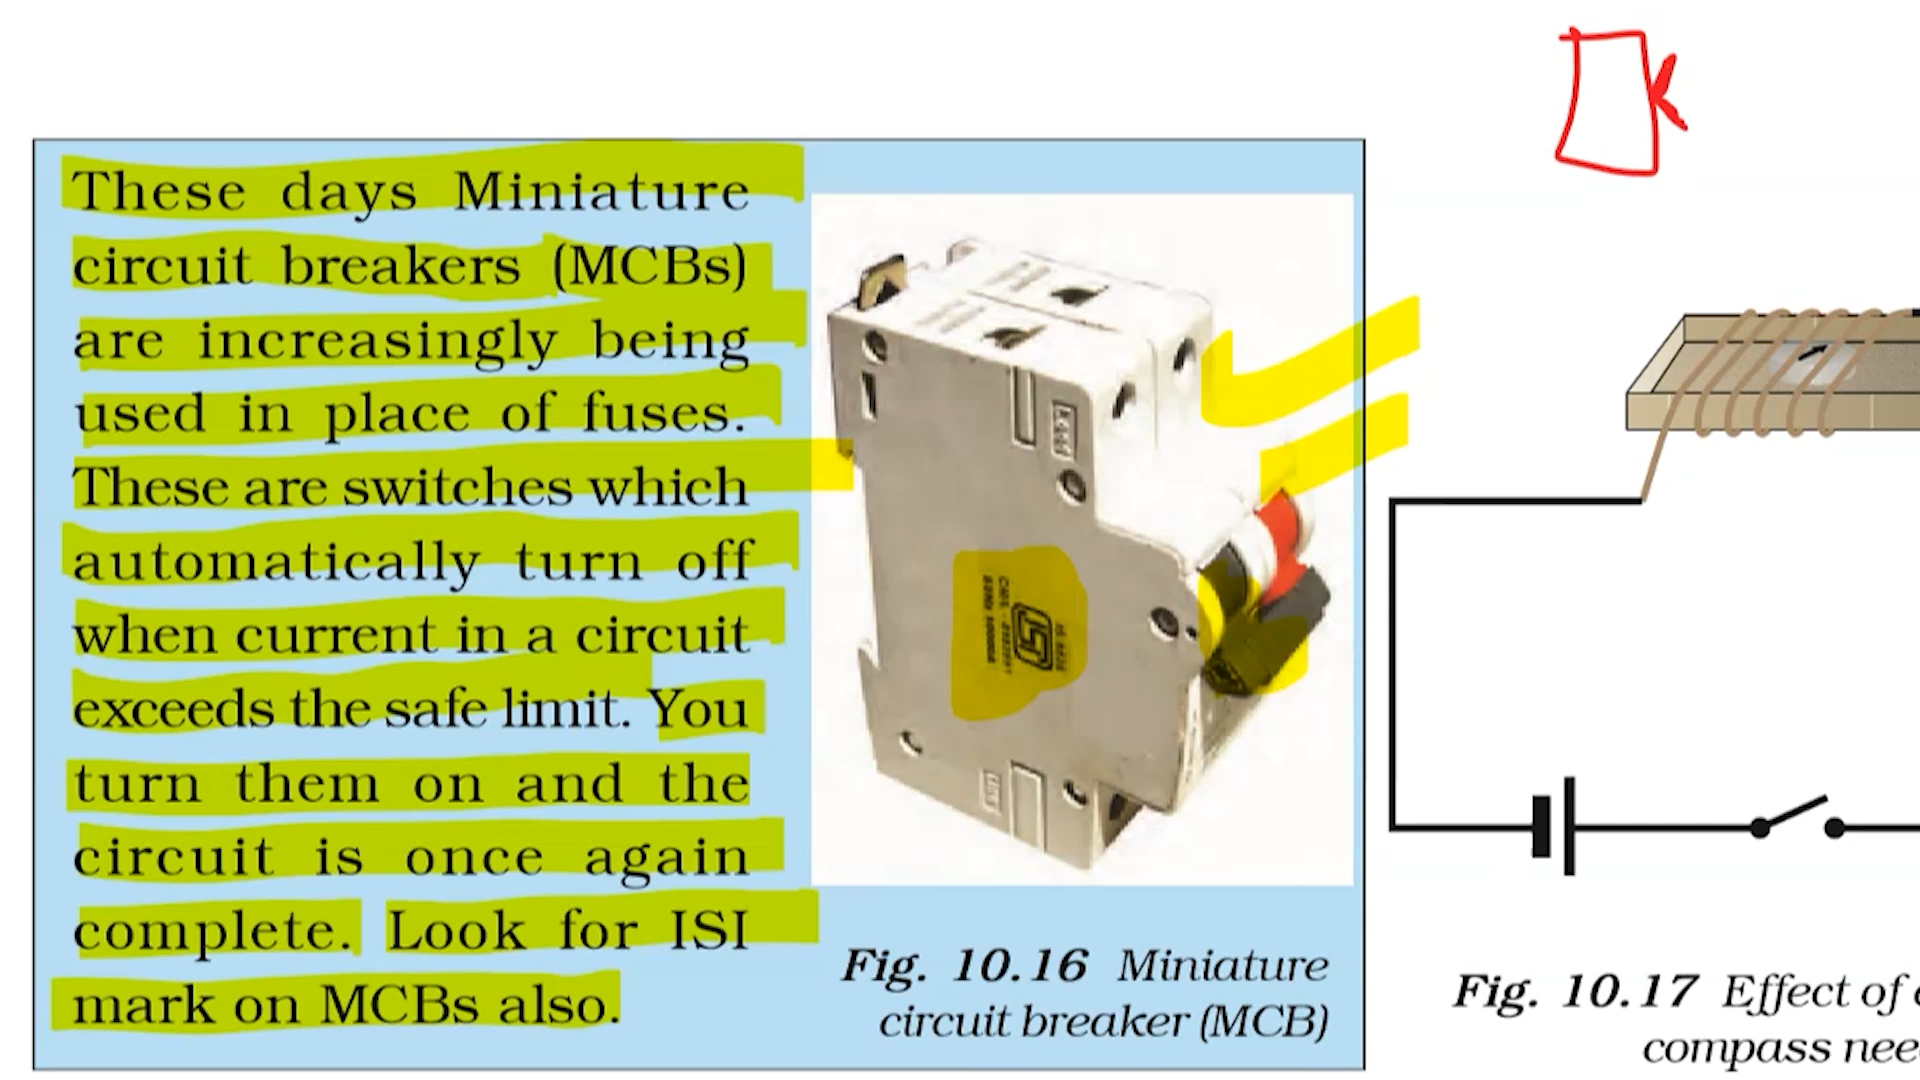 These days Miniature
circuit breakers (MCBs)
are increasingly being
used in place of fuses.
These are switches which
automatically turn off
when current in a circuit
exceeds the safe limit. You
turn them on and the
circuit is once again
complete. Look for ISI
mark on MCBs also.
ISI
Fig. 10.16 Miniature
circuit breaker (MCB)
Fig. 10.17 Effect of
compass